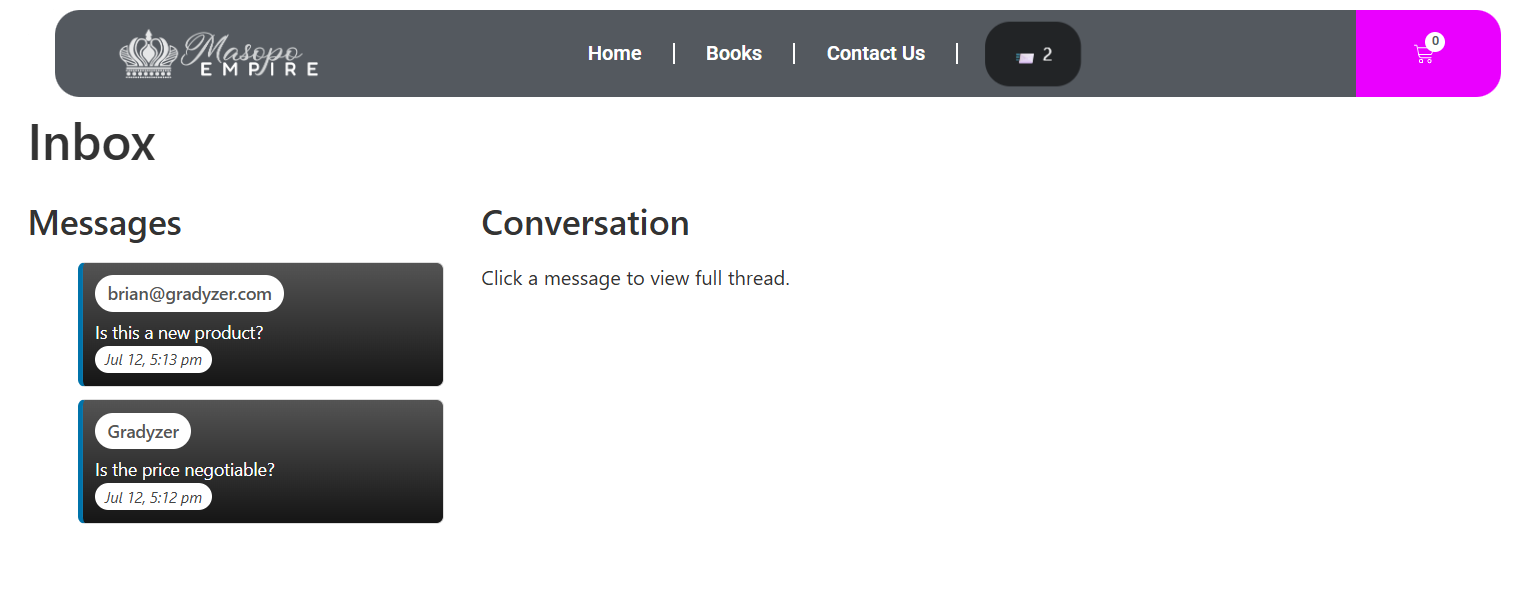 Masopo
EMPIRE
Home
Books
Contact Us
2
0
Inbox
Messages
brian@gradyzer.com
Is this a new product?
Jul 12, 5:13 pm
Gradyzer
Is the price negotiable?
Jul 12, 5:12 pm
Conversation
Click a message to view full thread.